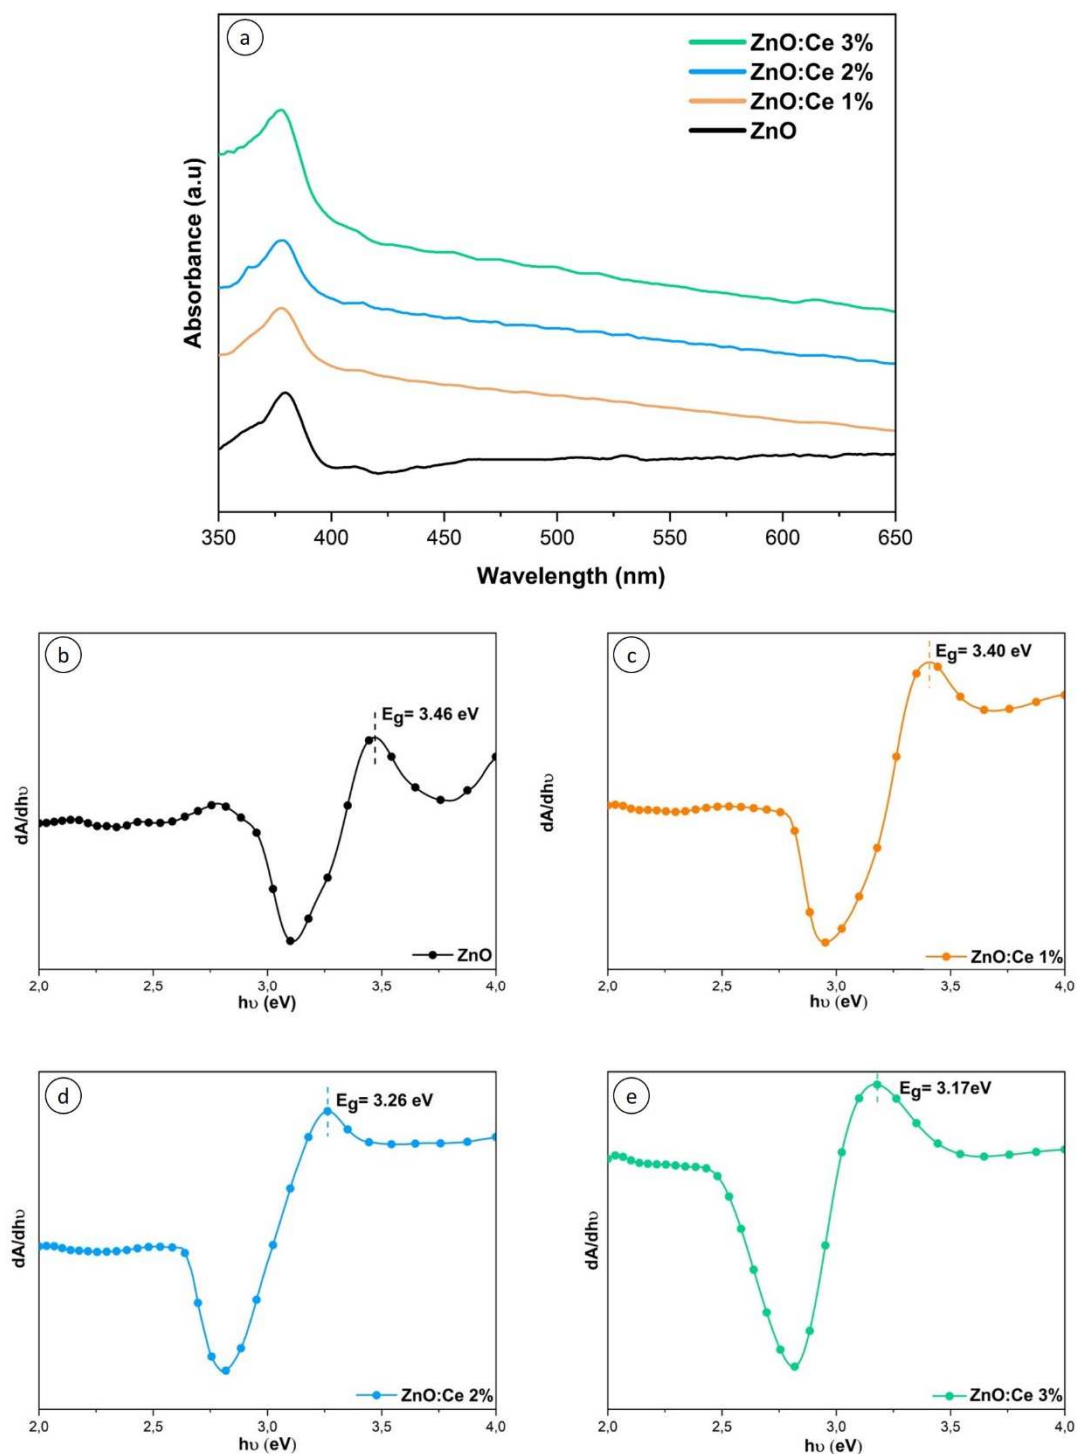 a
ZnO:Ce 3%
ZnO:Ce 2%
ZnO:Ce 1%
ZnO
Absorbance (a.u)
350 400 450 500 550 600 650
Wavelength (nm)
b
Eg= 3.46 eV
dA/dhυ
ZnO
2,0 2,5 3,0 3,5 4,0
hυ (eV)
c
Eg= 3.40 eV
dA/dhυ
ZnO:Ce 1%
2,0 2,5 3,0 3,5 4,0
hυ (eV)
d
Eg= 3.26 eV
dA/dhυ
ZnO:Ce 2%
2,0 2,5 3,0 3,5 4,0
hυ (eV)
e
Eg= 3.17eV
dA/dhυ
ZnO:Ce 3%
2,0 2,5 3,0 3,5 4,0
hυ (eV)